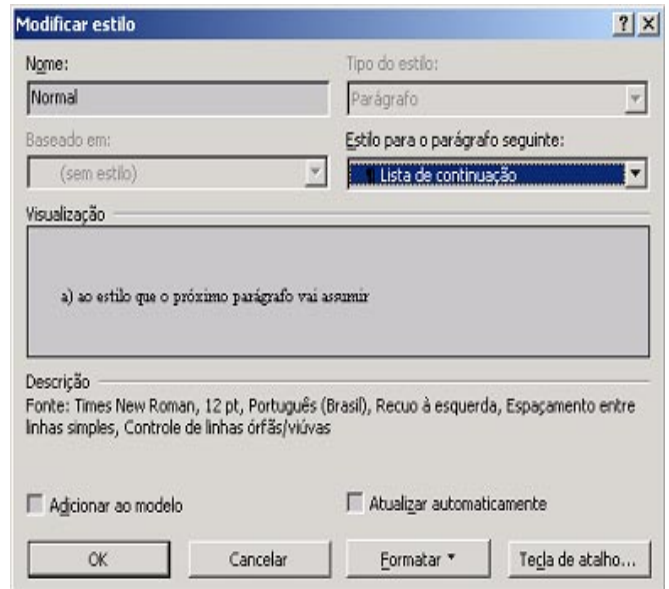 Modificar estilo
Nome: Tipo do estilo:
Normal Parágrafo
Baseado em: Estilo para o parágrafo seguinte:
(sem estilo) ¶ Lista de continuação
Visualização
a) ao estilo que o próximo parágrafo vai assumir
Descrição
Fonte: Times New Roman, 12 pt, Português (Brasil), Recuo à esquerda, Espaçamento entre
linhas simples, Controle de linhas órfãs/viúvas
Adicionar ao modelo Atualizar automaticamente
OK Cancelar Formatar Tecla de atalho...